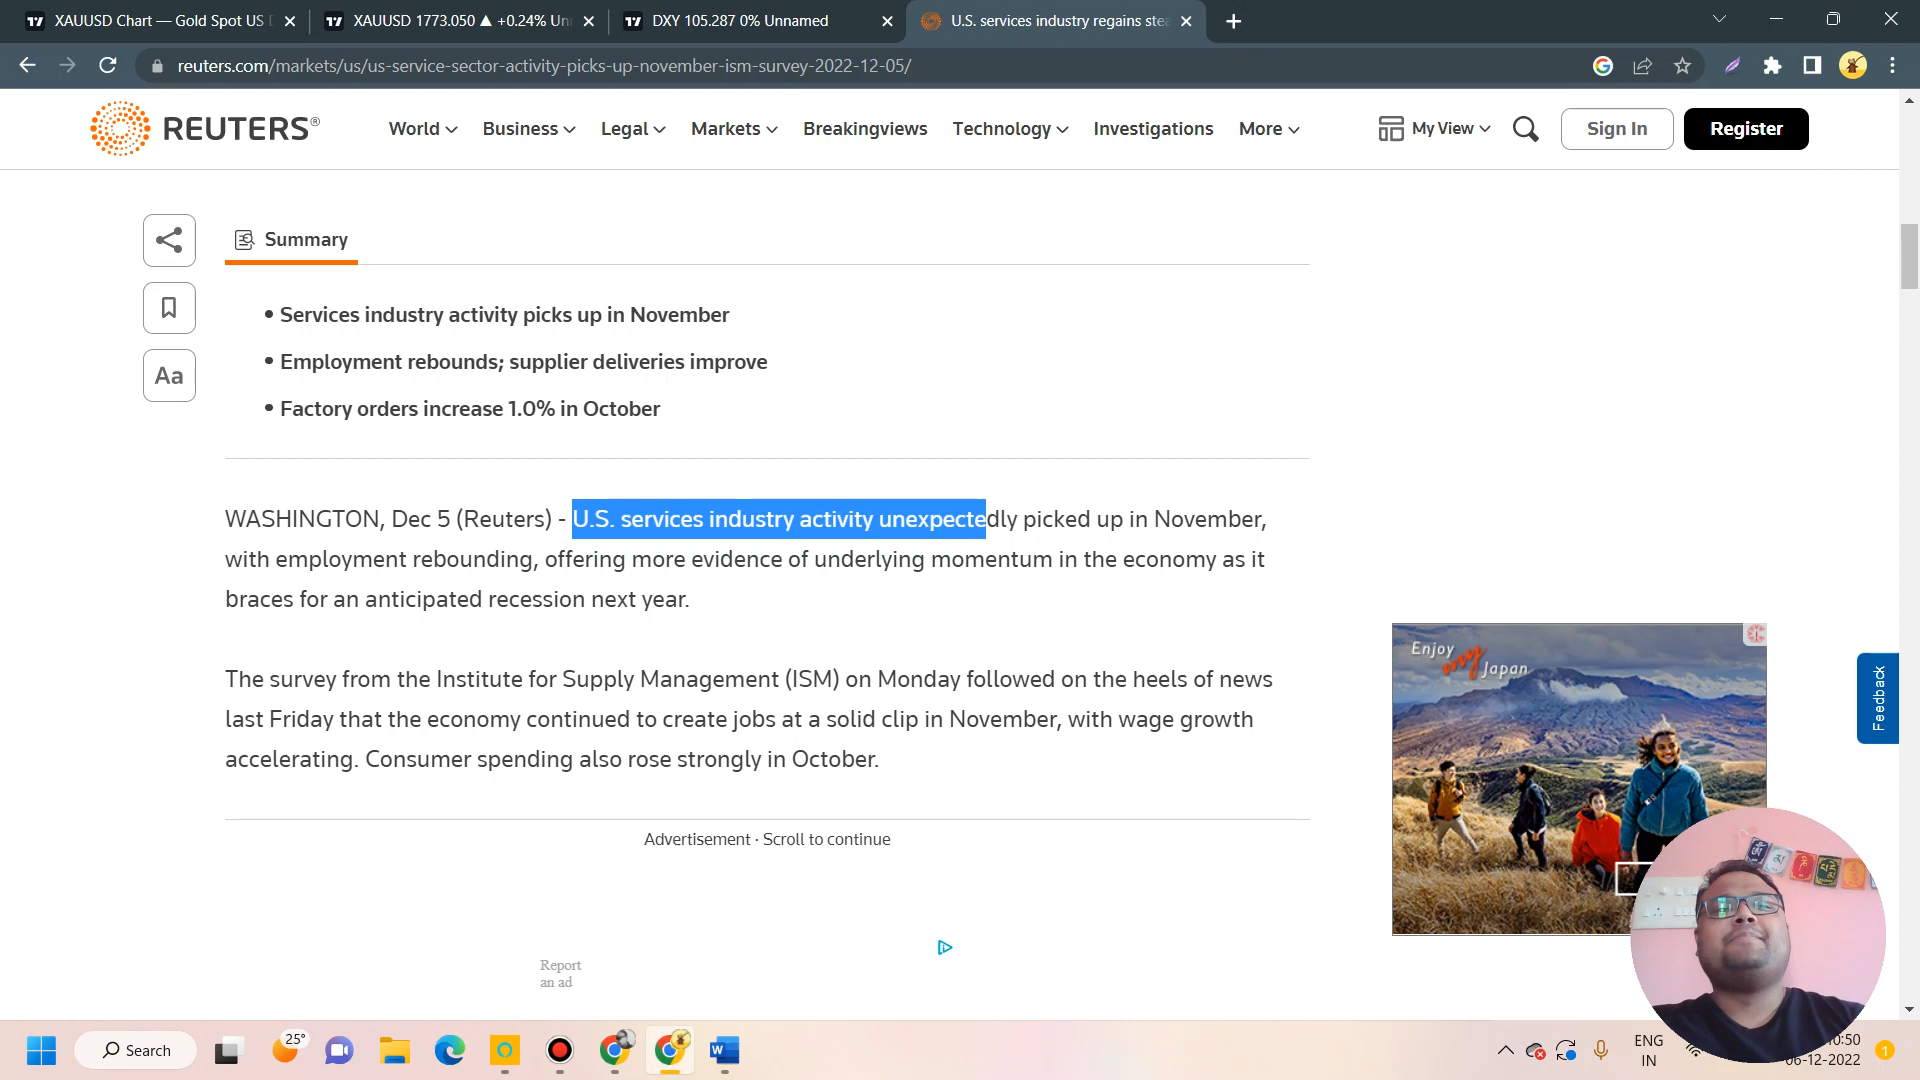 XAUUSD Chart — Gold Spot US D
XAUUSD 1773.050 ▲ +0.24% Un
DXY 105.287 0% Unnamed
U.S. services industry regains stea
reuters.com/markets/us/us-service-sector-activity-picks-up-november-ism-survey-2022-12-05/
REUTERS®
World
Business
Legal
Markets
Breakingviews
Technology
Investigations
More
My View
Sign In
Register
Summary
Aa
• Services industry activity picks up in November
• Employment rebounds; supplier deliveries improve
• Factory orders increase 1.0% in October
WASHINGTON, Dec 5 (Reuters) - U.S. services industry activity unexpectedly picked up in November,
with employment rebounding, offering more evidence of underlying momentum in the economy as it
braces for an anticipated recession next year.
The survey from the Institute for Supply Management (ISM) on Monday followed on the heels of news
last Friday that the economy continued to create jobs at a solid clip in November, with wage growth
accelerating. Consumer spending also rose strongly in October.
Advertisement · Scroll to continue
Report
an ad
Enjoy
my
Japan
Feedback
Search
25°
ENG
IN
10:50
06-12-2022
1